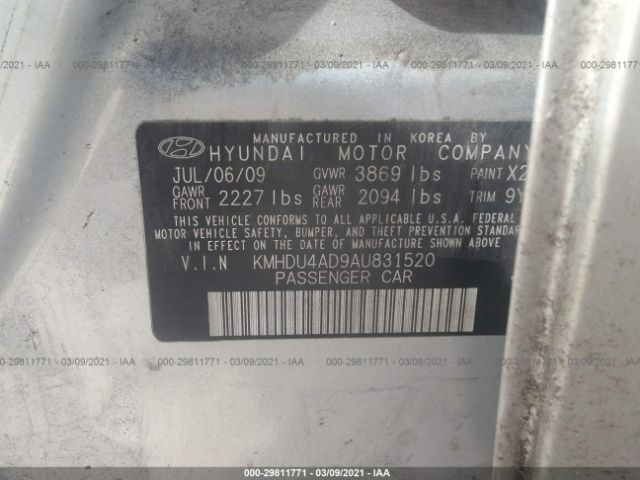 000-29811771 - 03/09/2021 - IAA
MANUFACTURED IN KOREA BY
HYUNDAI MOTOR COMPANY
JUL/06/09 GVWR 3869 lbs PAINT X2
GAWR FRONT 2227 lbs GAWR REAR 2094 lbs TRIM 9Y
THIS VEHICLE CONFORMS TO ALL APPLICABLE U.S.A. FEDERAL
MOTOR VEHICLE SAFETY, BUMPER, AND THEFT PREVENTION STANDARDS
IN EFFECT ON THE DATE OF MANUFACTURE SHOWN ABOVE.
V.I.N KMHDU4AD9AU831520
PASSENGER CAR
000-29811771 - 03/09/2021 - IAA
000-29811771 - 03/09/2021 - IAA